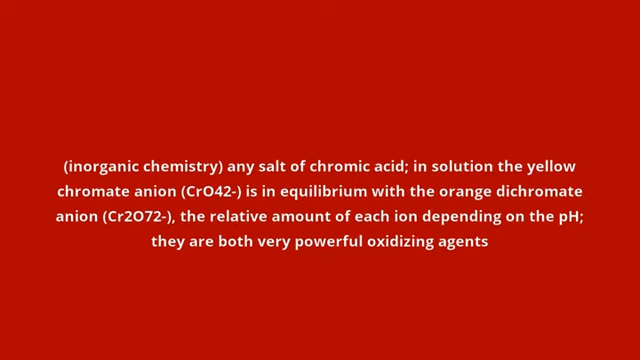 (inorganic chemistry) any salt of chromic acid; in solution the yellow
chromate anion (CrO42-) is in equilibrium with the orange dichromate
anion (Cr2O72-), the relative amount of each ion depending on the pH;
they are both very powerful oxidizing agents